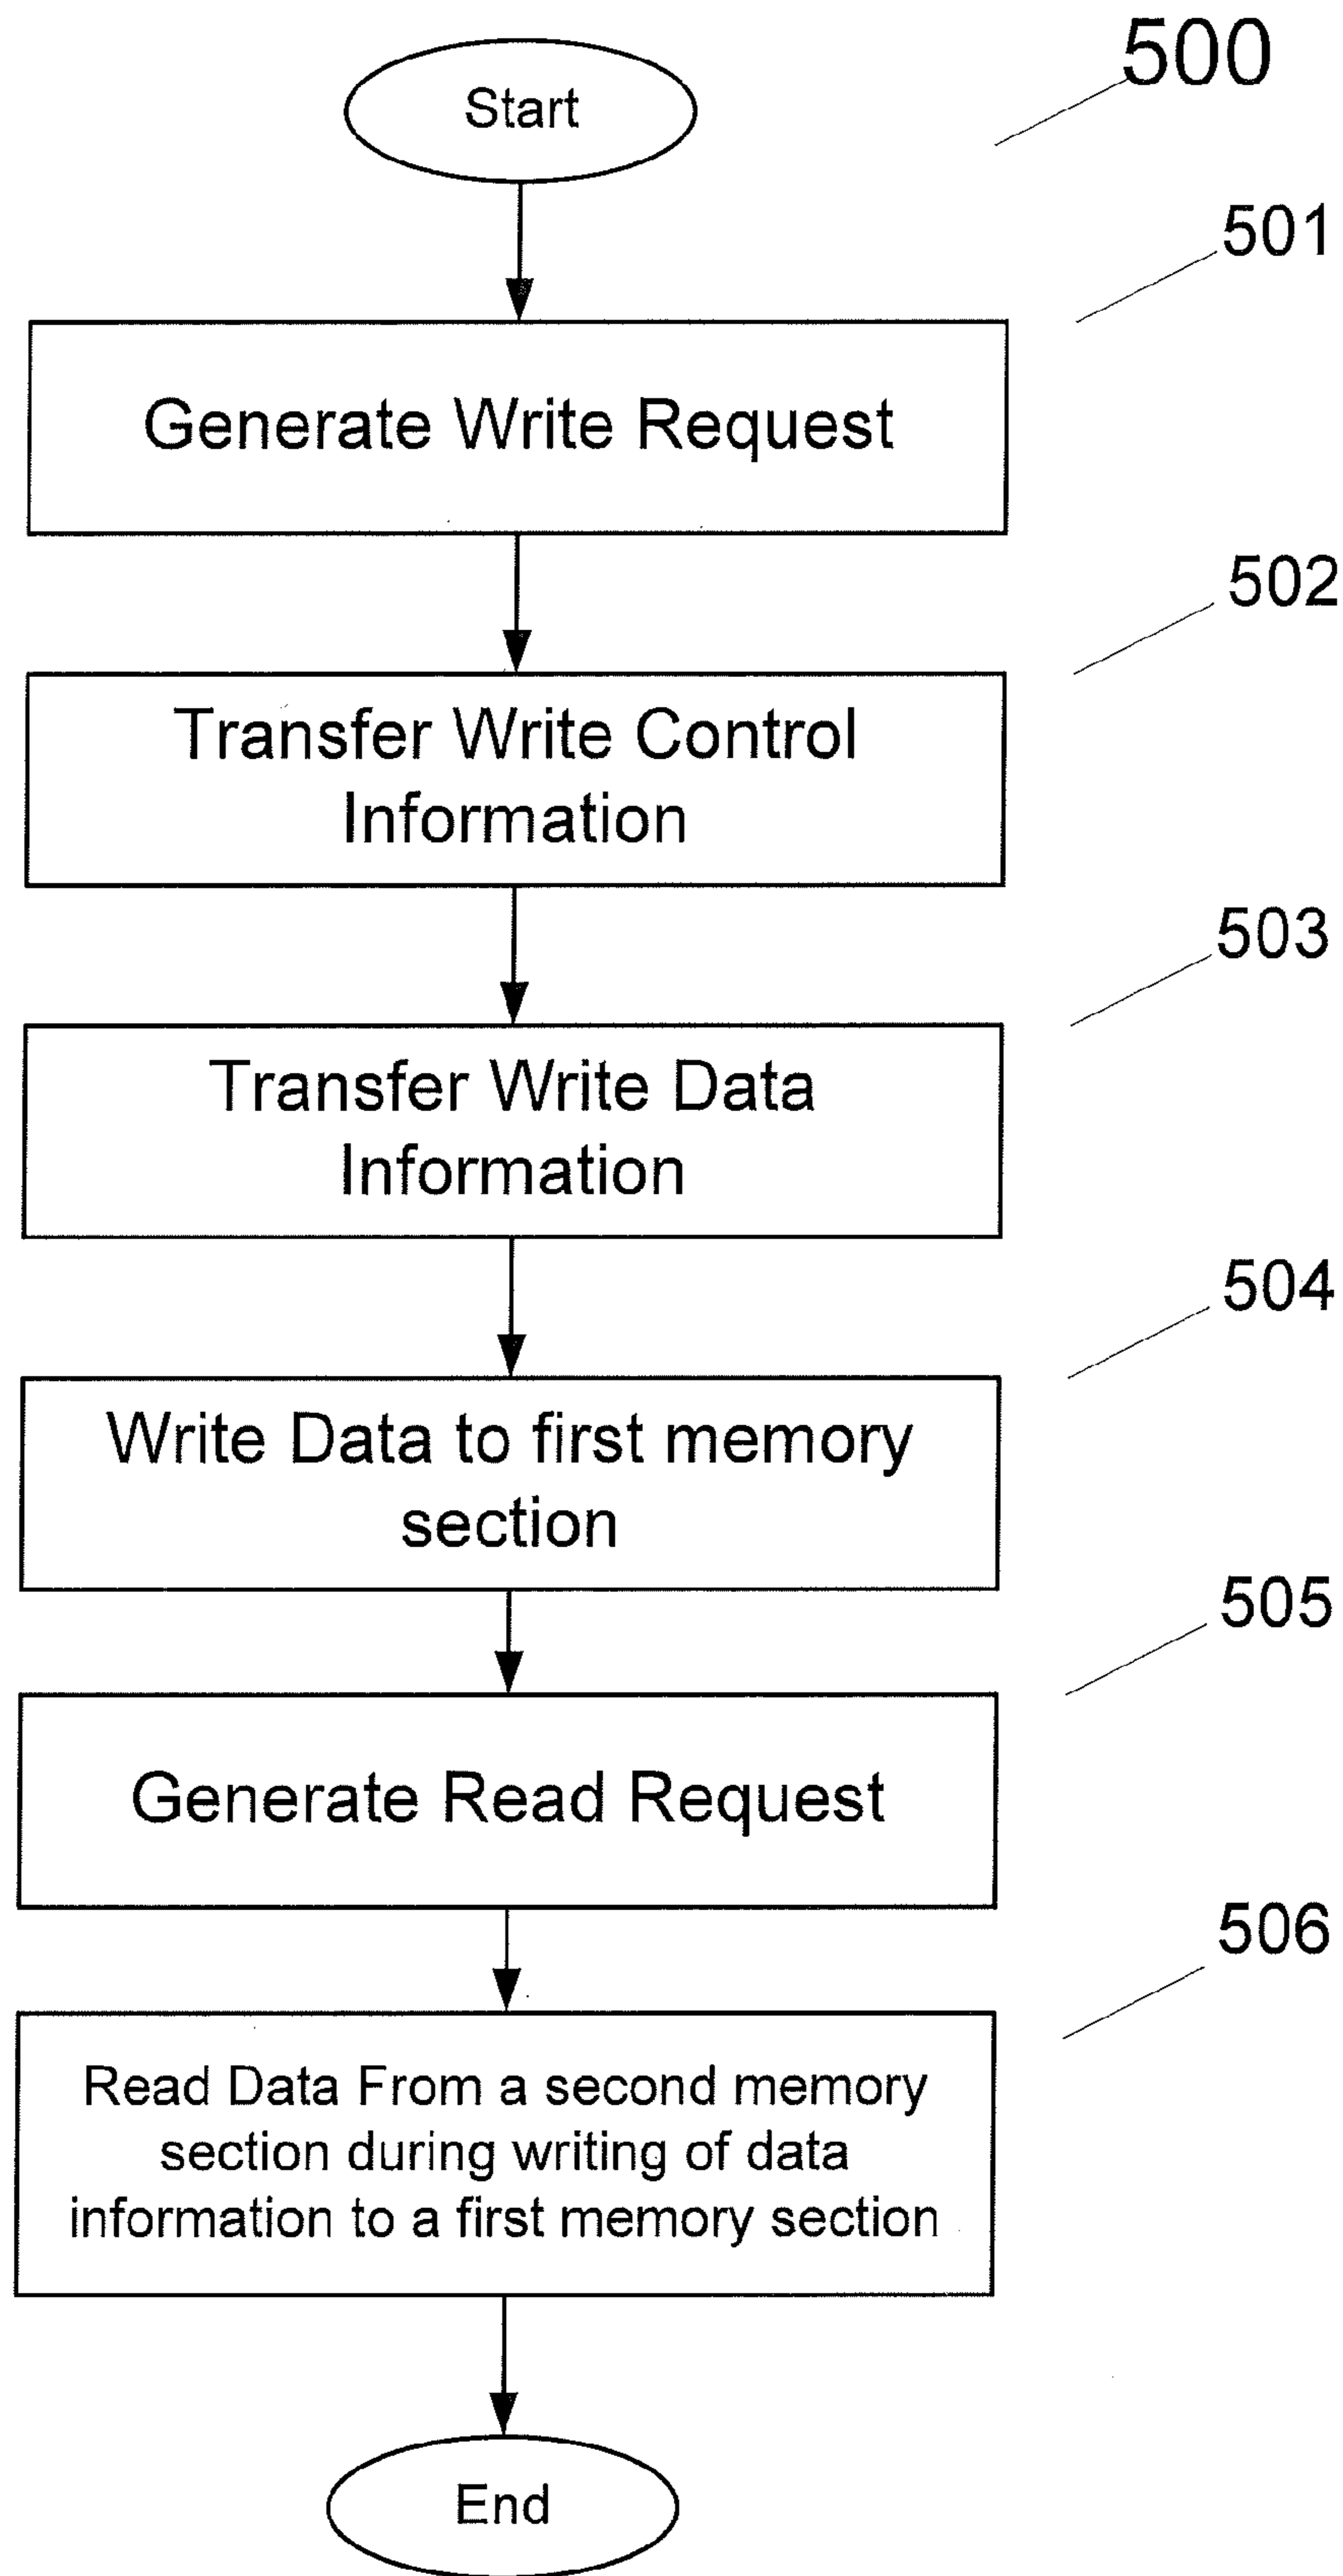 500
Start
501
Generate Write Request
502
Transfer Write Control
Information
503
Transfer Write Data
Information
504
Write Data to first memory
section
505
Generate Read Request
506
Read Data From a second memory
section during writing of data
information to a first memory section
End